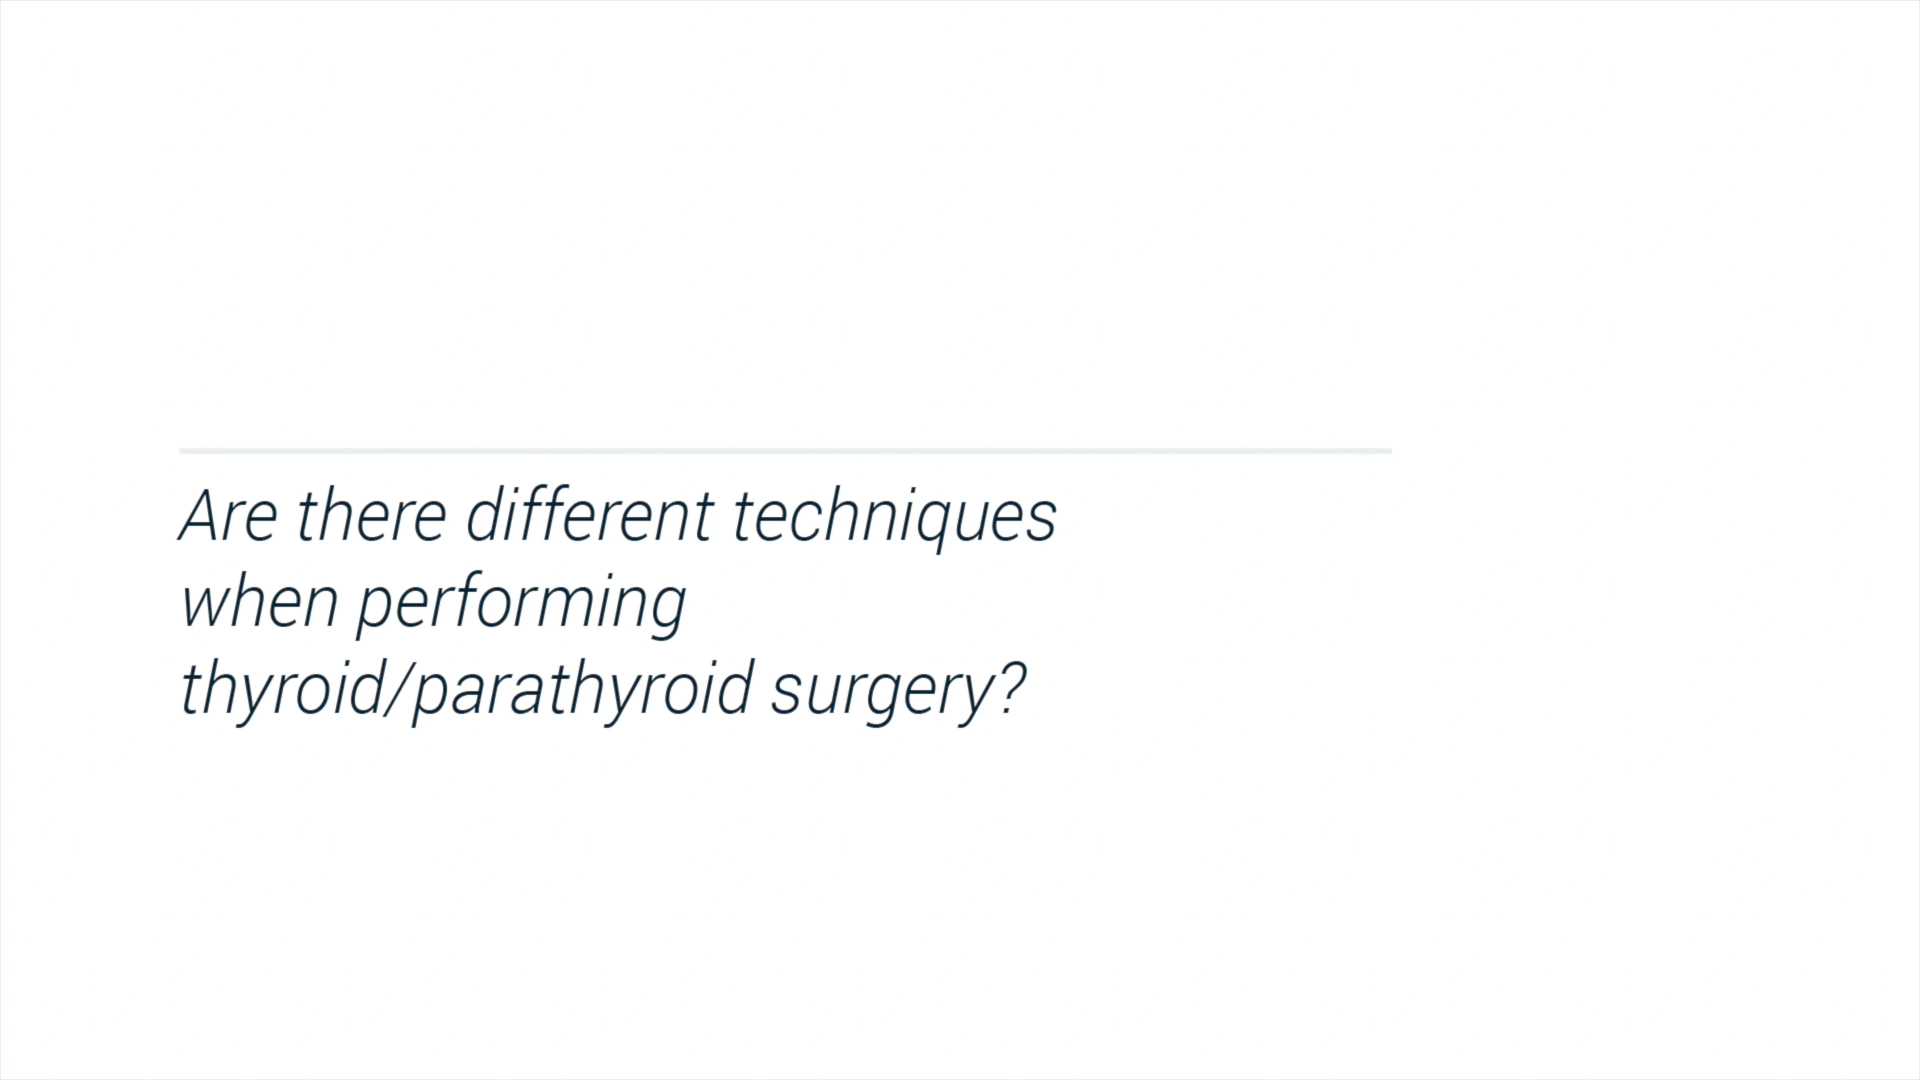 Are there different techniques
when performing
thyroid/parathyroid surgery?